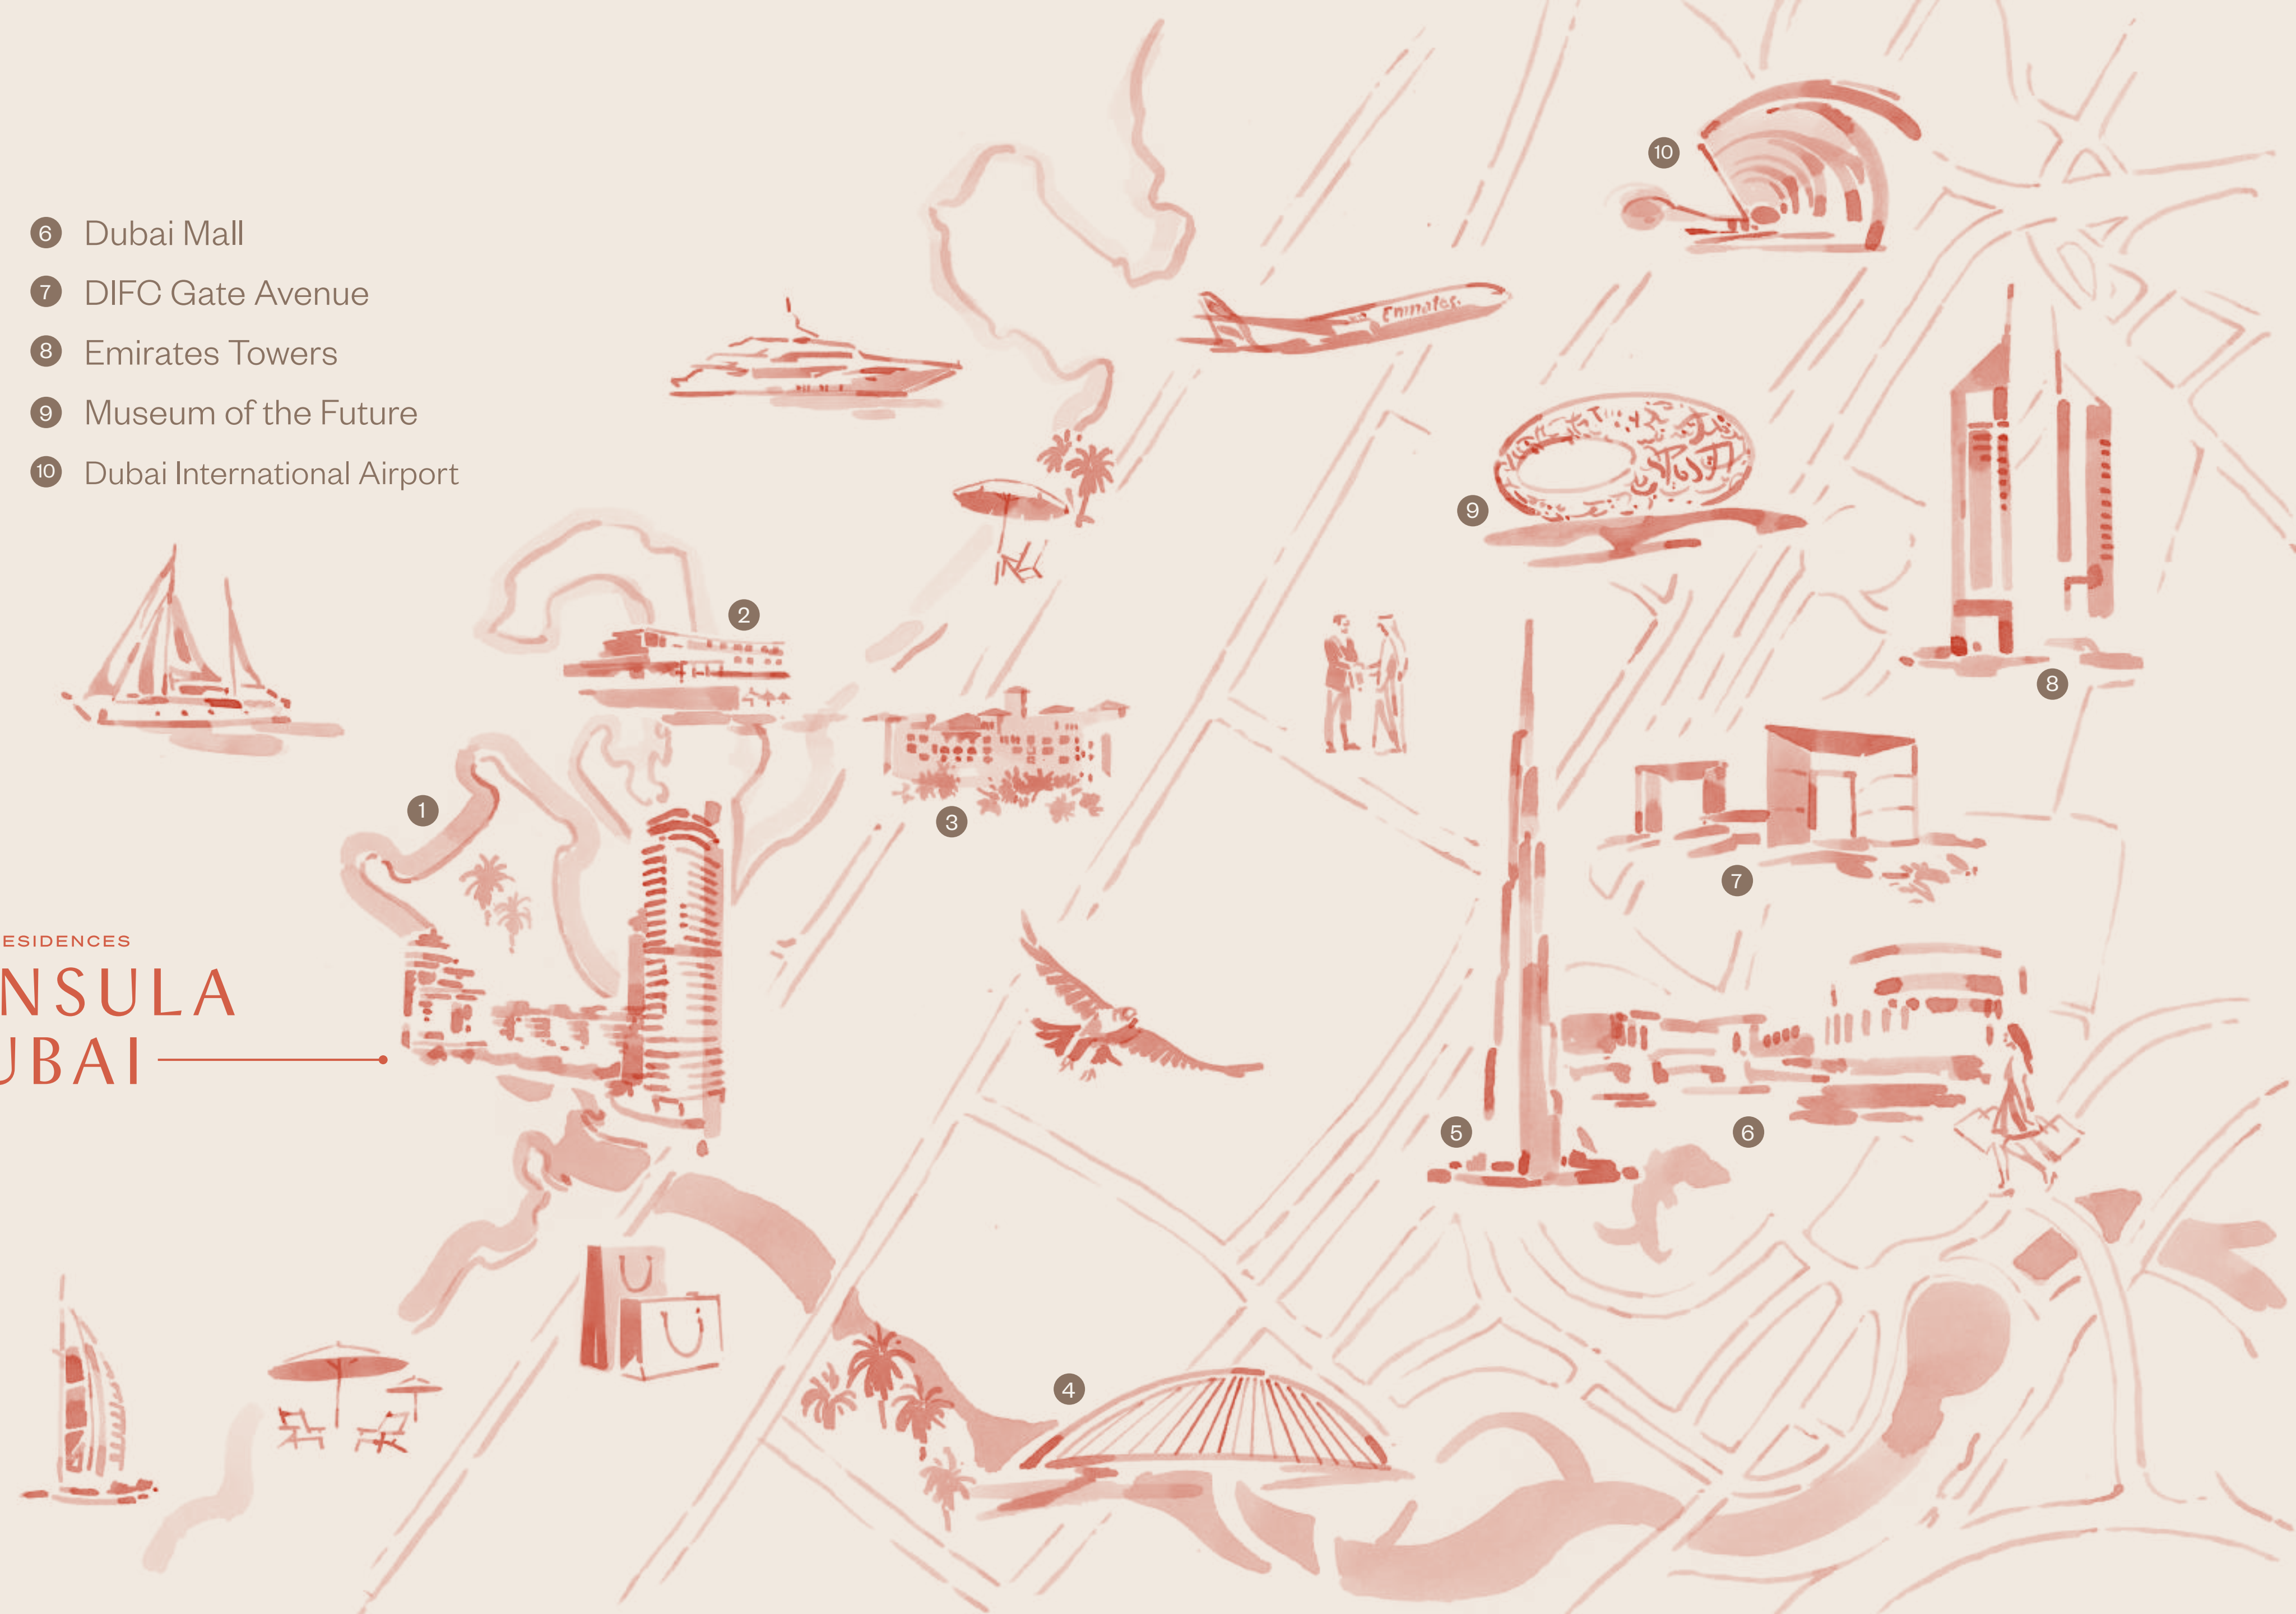 6 Dubai Mall
7 DIFC Gate Avenue
8 Emirates Towers
9 Museum of the Future
10 Dubai International Airport
ESIDENCES
NSULA
UBAI
Emirates.
10
9
8
2
1
3
7
5
6
4